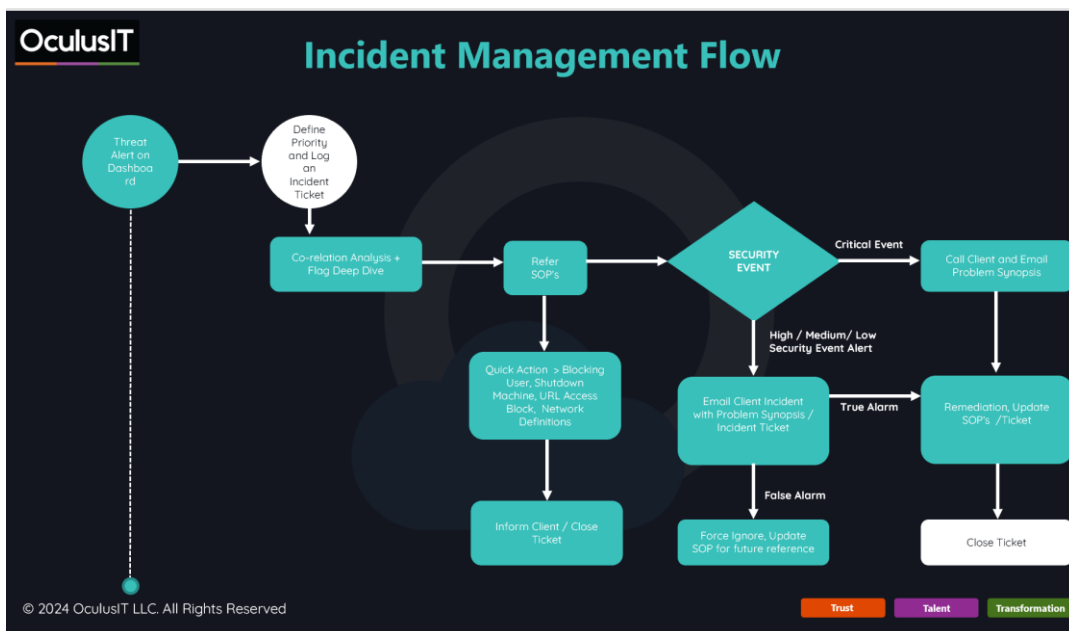 OculusIT
Incident Management Flow
Threat
Alert on
Dashboa
rd
Define
Priority
and Log
an
Incident
Ticket
Co-relation Analysis +
Flag Deep Dive
Refer
SOP's
SECURITY
EVENT
Critical Event
Call Client and Email
Problem Synopsis
High / Medium/ Low
Security Event Alert
Quick Action > Blocking
User, Shutdown
Machine, URL Access
Block, Network
Definitions
Email Client Incident
with Problem Synopsis /
Incident Ticket
True Alarm
Remediation, Update
SOP's /Ticket
False Alarm
Inform Client / Close
Ticket
Force Ignore, Update
SOP for future reference
Close Ticket
© 2024 OculusIT LLC. All Rights Reserved
Trust
Talent
Transformation